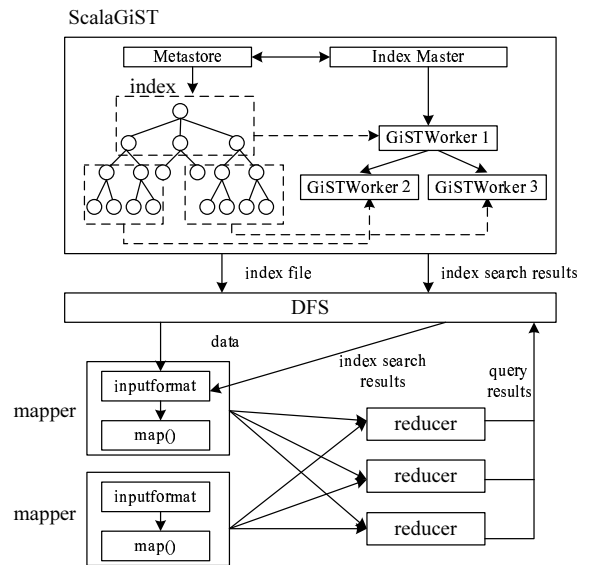 ScalaGiST
Metastore
Index Master
index
GiSTWorker 1
GiSTWorker 2
GiSTWorker 3
index file
index search results
DFS
data
index search
results
query
results
mapper
inputformat
map()
reducer
reducer
mapper
inputformat
map()
reducer